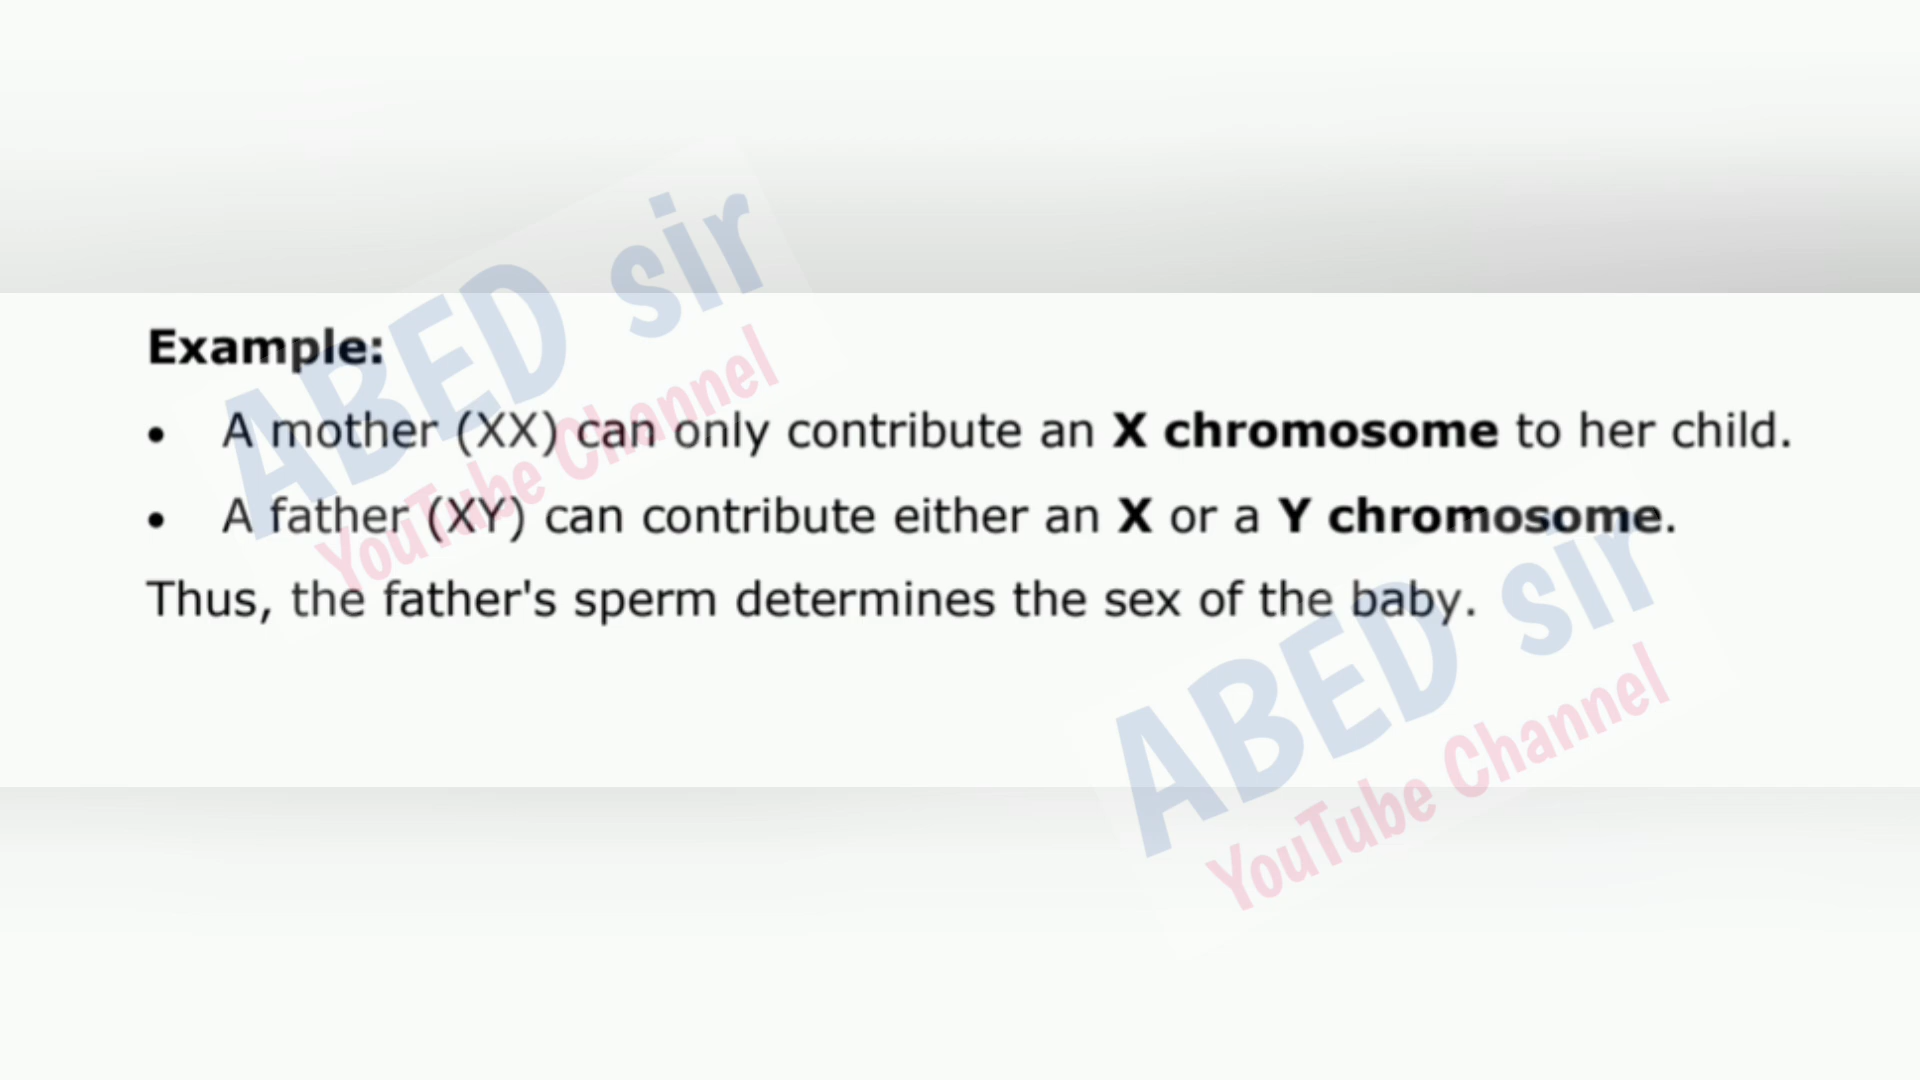 Example:
• A mother (XX) can only contribute an X chromosome to her child.
• A father (XY) can contribute either an X or a Y chromosome.
Thus, the father's sperm determines the sex of the baby.
ABED sir
YouTube Channel
ABED sir
YouTube Channel